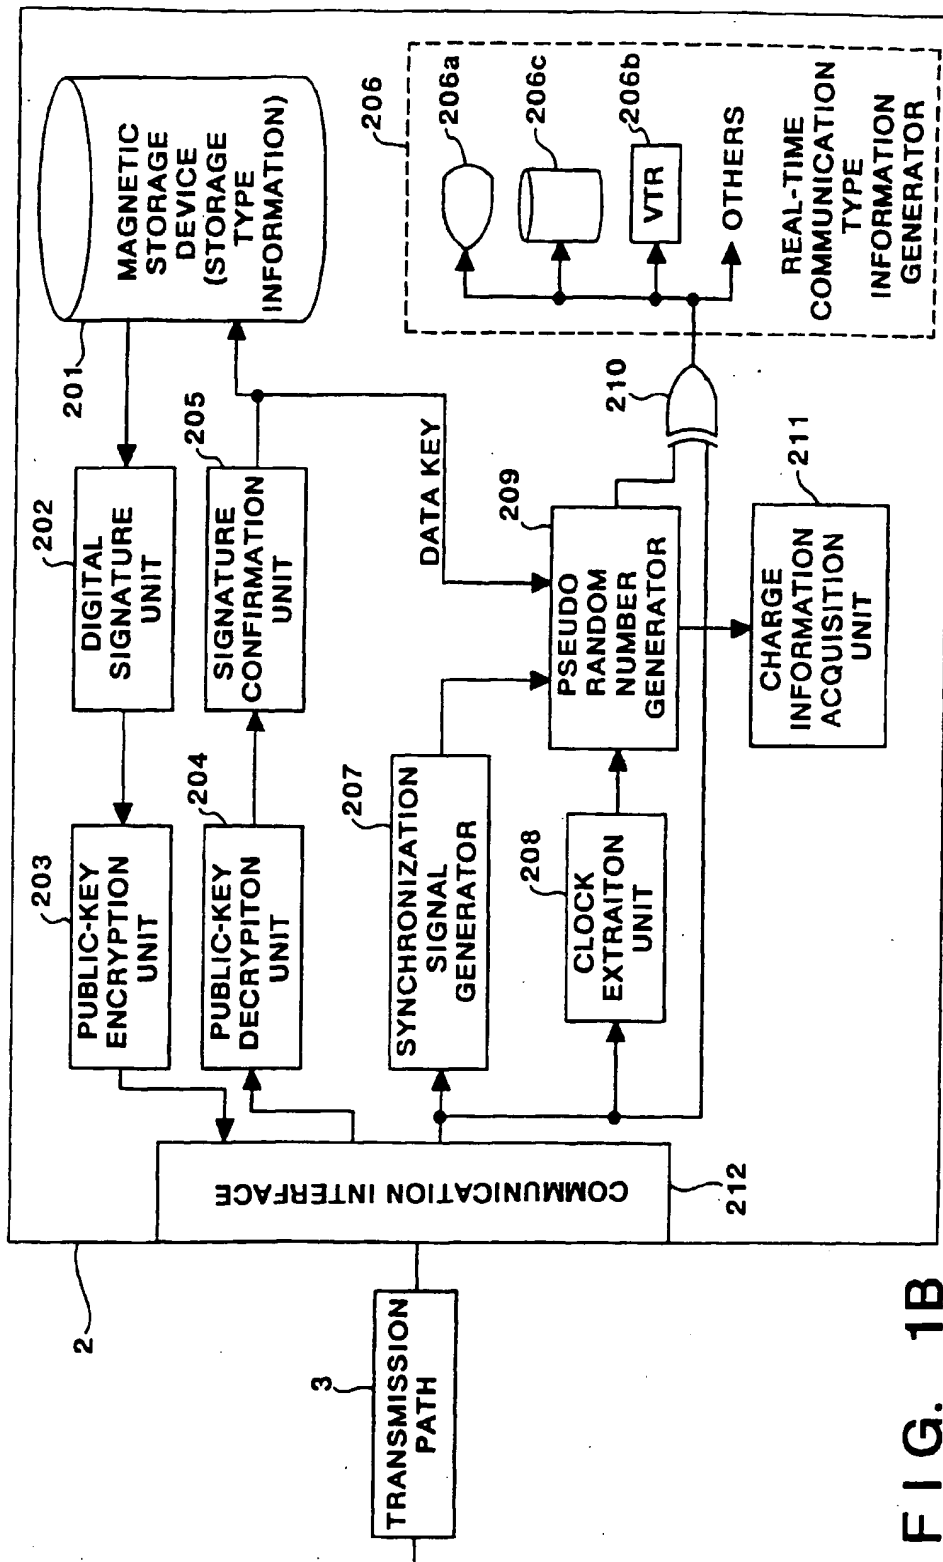 2
203
PUBLIC-KEY
ENCRYPTION
UNIT
202
DIGITAL
SIGNATURE
UNIT
201
MAGNETIC
STORAGE
DEVICE
(STORAGE
TYPE
INFORMATION)
204
PUBLIC-KEY
DECRYPITON
UNIT
205
SIGNATURE
CONFIRMATION
UNIT
3
TRANSMISSION
PATH
COMMUNICATION INTERFACE
212
207
SYNCHRONIZATION
SIGNAL
GENERATOR
DATA KEY
208
CLOCK
EXTRAITON
UNIT
209
PSEUDO
RANDOM
NUMBER
GENERATOR
210
211
CHARGE
INFORMATION
ACQUISITION
UNIT
206
206a
206c
206b
VTR
OTHERS
REAL-TIME
COMMUNICATION
TYPE
INFORMATION
GENERATOR
FIG. 1B